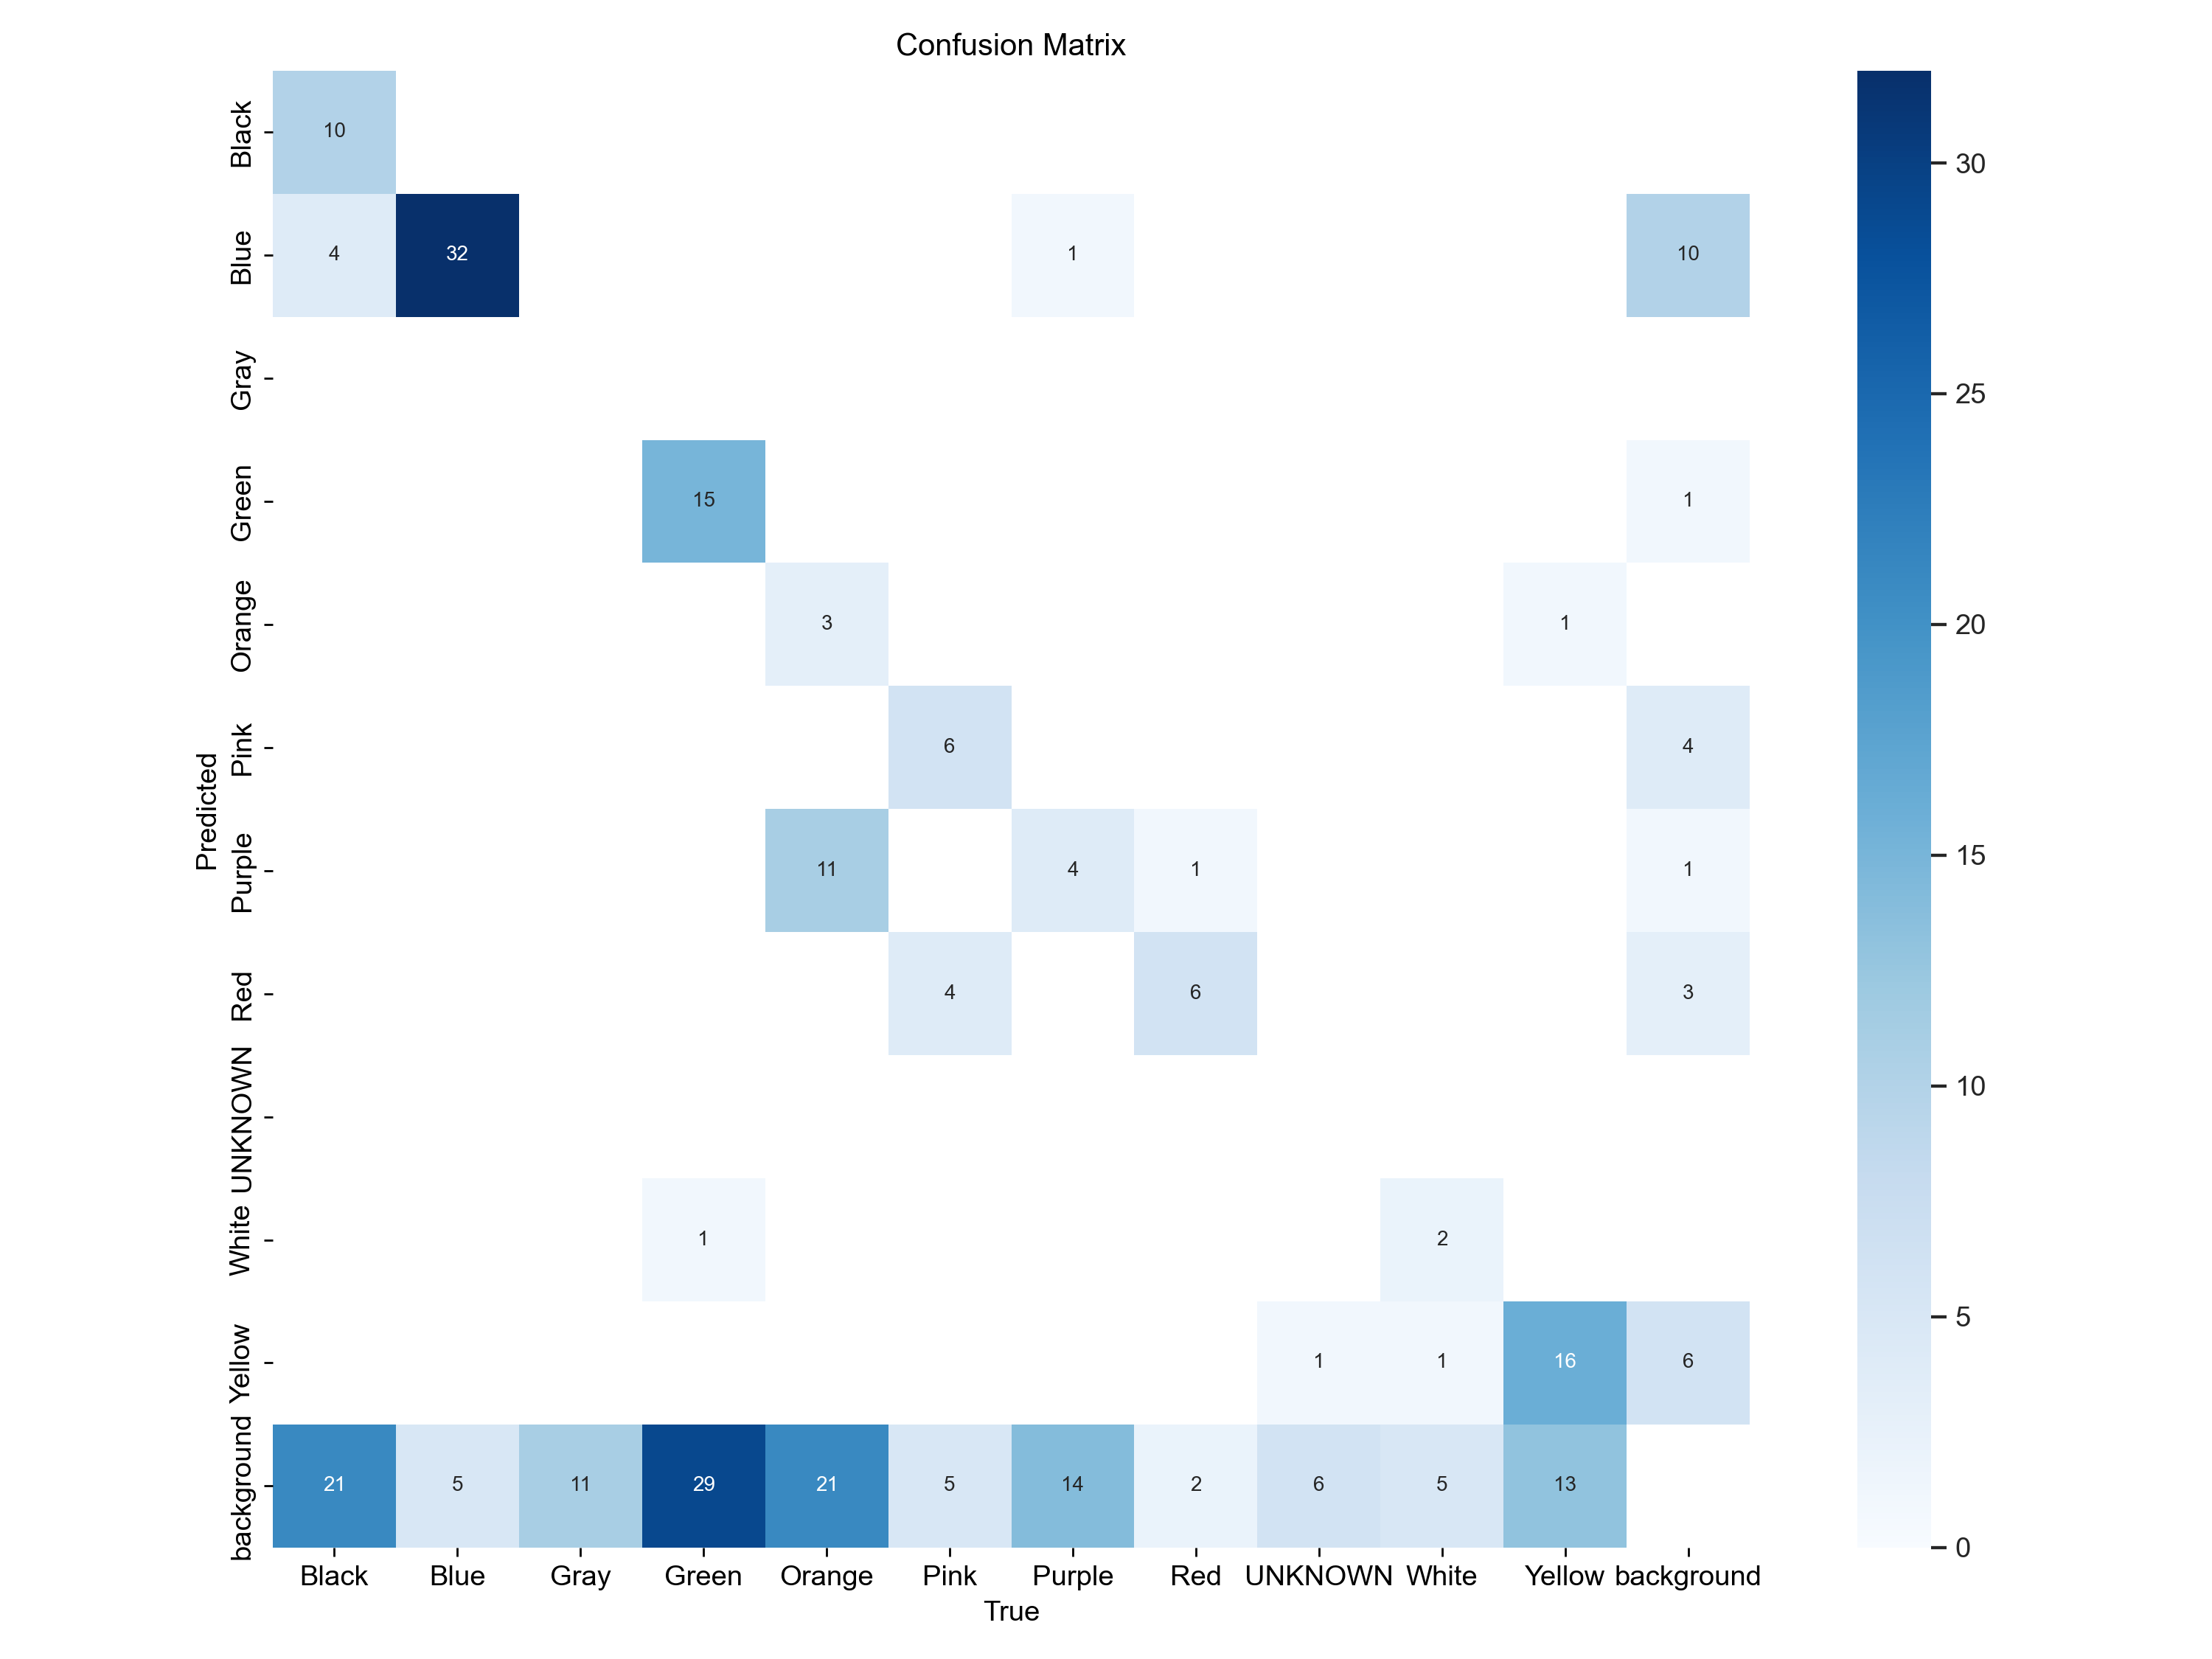 Confusion Matrix
Black
10
Blue
4 32 1 10
Gray
Green
15 1
Orange
3 1
Pink
6 4
Purple
11 4 1 1
Red
4 6 3
UNKNOWN
White
1 2
Yellow
1 1 16 6
background
21 5 11 29 21 5 14 2 6 5 13
Predicted
Black Blue Gray Green Orange Pink Purple Red UNKNOWN White Yellow background
True
30
25
20
15
10
5
0